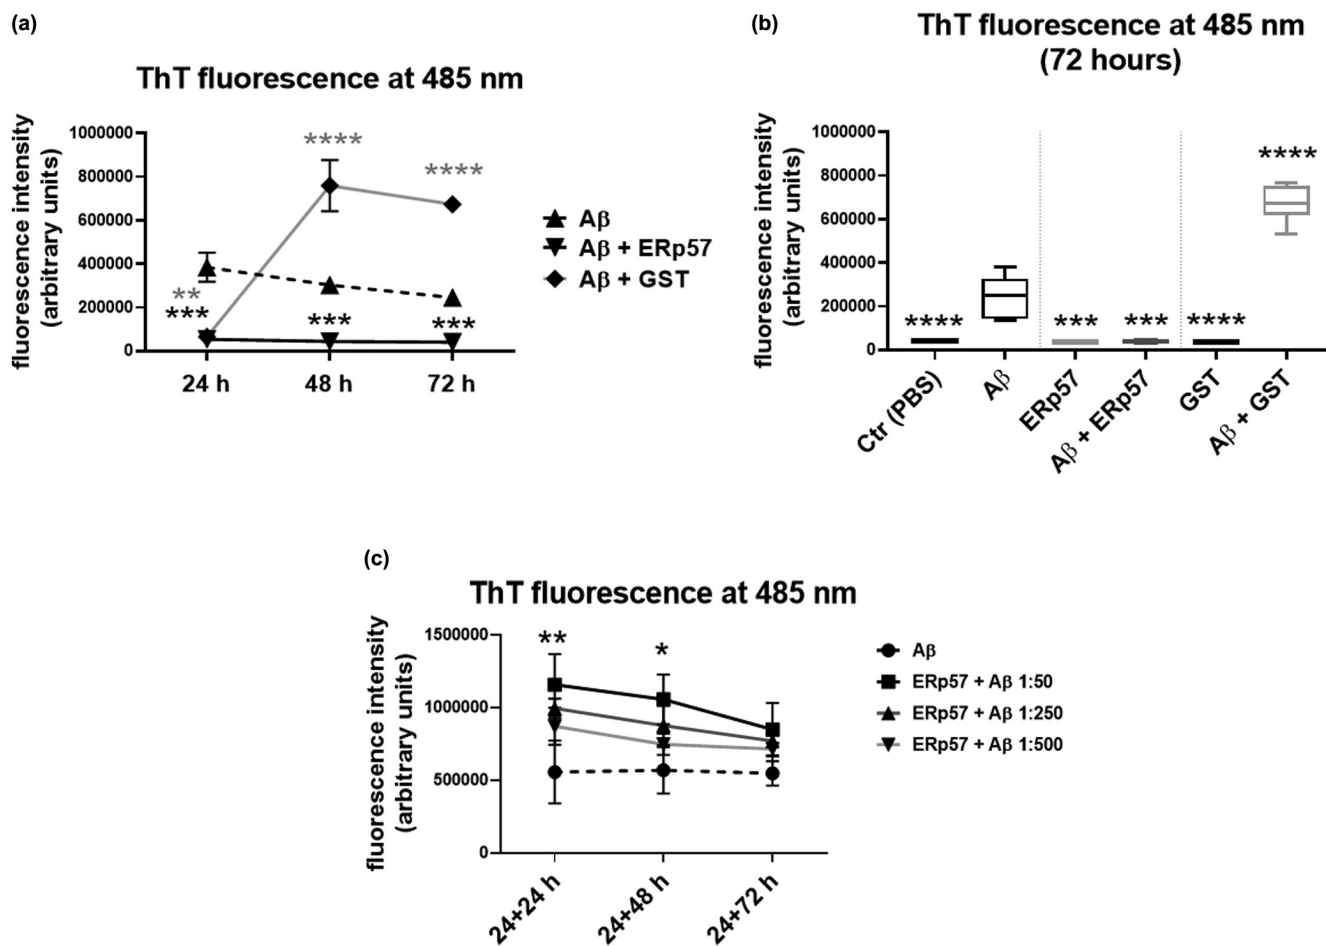 (a)
ThT fluorescence at 485 nm
fluorescence intensity
(arbitrary units)
1000000
800000
600000
400000
200000
0
****
****
**
***
***
***
24 h
48 h
72 h
Aβ
Aβ + ERp57
Aβ + GST
(b)
ThT fluorescence at 485 nm
(72 hours)
fluorescence intensity
(arbitrary units)
1000000
800000
600000
400000
200000
0
****
***
***
****
****
Ctr (PBS)
Aβ
ERp57
Aβ + ERp57
GST
Aβ + GST
(c)
ThT fluorescence at 485 nm
fluorescence intensity
(arbitrary units)
1500000
1000000
500000
0
**
*
24+24 h
24+48 h
24+72 h
Aβ
ERp57 + Aβ 1:50
ERp57 + Aβ 1:250
ERp57 + Aβ 1:500